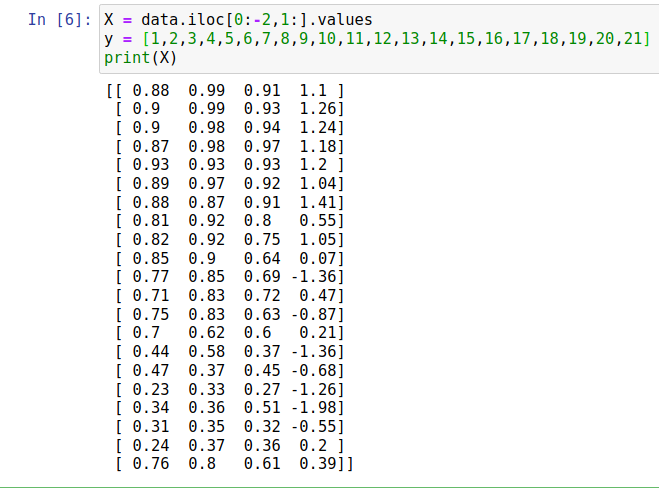 In [6]: X = data.iloc[0:-2,1:].values
y = [1,2,3,4,5,6,7,8,9,10,11,12,13,14,15,16,17,18,19,20,21]
print(X)
[[ 0.88  0.99  0.91  1.1 ]
 [ 0.9   0.99  0.93  1.26]
 [ 0.9   0.98  0.94  1.24]
 [ 0.87  0.98  0.97  1.18]
 [ 0.93  0.93  0.93  1.2 ]
 [ 0.89  0.97  0.92  1.04]
 [ 0.88  0.87  0.91  1.41]
 [ 0.81  0.92  0.8   0.55]
 [ 0.82  0.92  0.75  1.05]
 [ 0.85  0.9   0.64  0.07]
 [ 0.77  0.85  0.69 -1.36]
 [ 0.71  0.83  0.72  0.47]
 [ 0.75  0.83  0.63 -0.87]
 [ 0.7   0.62  0.6   0.21]
 [ 0.44  0.58  0.37 -1.36]
 [ 0.47  0.37  0.45 -0.68]
 [ 0.23  0.33  0.27 -1.26]
 [ 0.34  0.36  0.51 -1.98]
 [ 0.31  0.35  0.32 -0.55]
 [ 0.24  0.37  0.36  0.2 ]
 [ 0.76  0.8   0.61  0.39]]